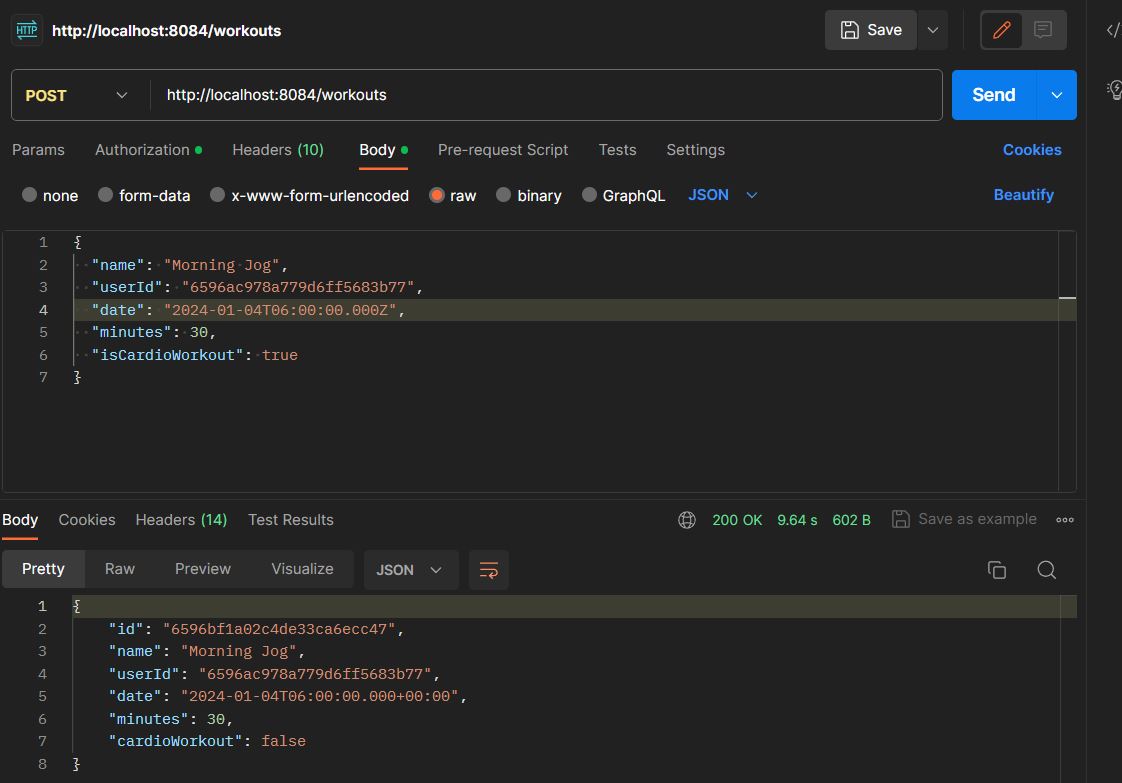 HTTP http://localhost:8084/workouts Save
POST http://localhost:8084/workouts Send
Params Authorization Headers (10) Body Pre-request Script Tests Settings Cookies
none form-data x-www-form-urlencoded raw binary GraphQL JSON Beautify
1 {
2 "name": "Morning Jog",
3 "userId": "6596ac978a779d6ff5683b77",
4 "date": "2024-01-04T06:00:00.000Z",
5 "minutes": 30,
6 "isCardioWorkout": true
7 }
Body Cookies Headers (14) Test Results 200 OK 9.64 s 602 B Save as example
Pretty Raw Preview Visualize JSON
1 {
2 "id": "6596bf1a02c4de33ca6ecc47",
3 "name": "Morning Jog",
4 "userId": "6596ac978a779d6ff5683b77",
5 "date": "2024-01-04T06:00:00.000+00:00",
6 "minutes": 30,
7 "cardioWorkout": false
8 }